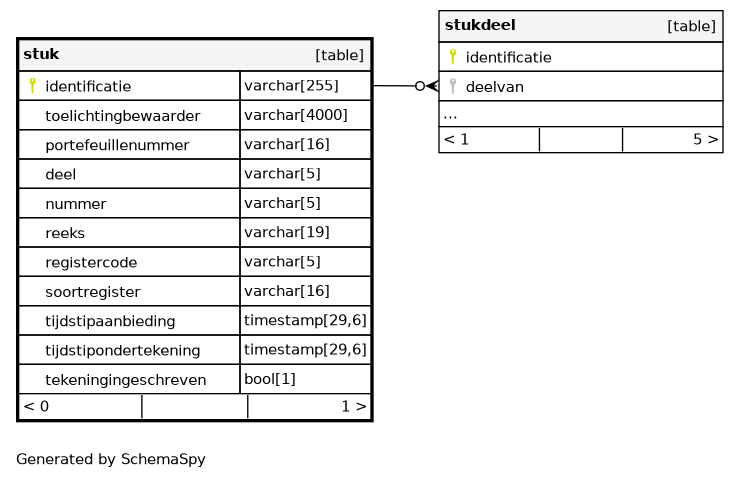 stuk [table]
identificatie varchar[255]
toelichtingbewaarder varchar[4000]
portefeuillenummer varchar[16]
deel varchar[5]
nummer varchar[5]
reeks varchar[19]
registercode varchar[5]
soortregister varchar[16]
tijdstipaanbieding timestamp[29,6]
tijdstipondertekening timestamp[29,6]
tekeningingeschreven bool[1]
< 0 1 >
stukdeel [table]
identificatie
deelvan
...
< 1 5 >
Generated by SchemaSpy